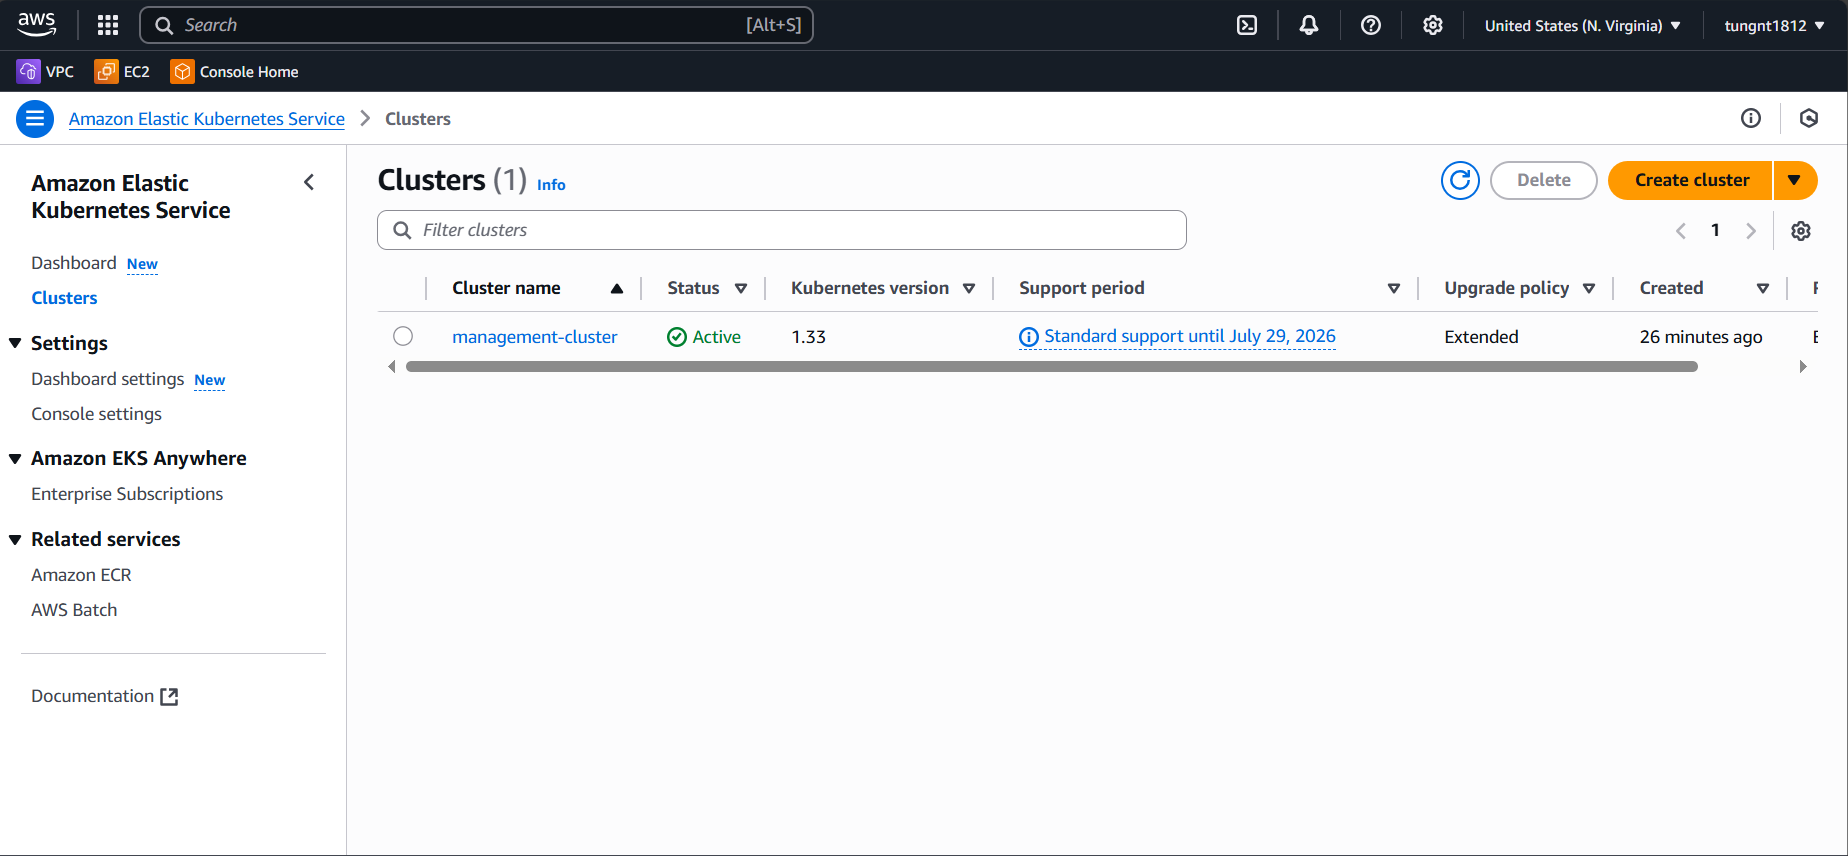 aws
Search [Alt+S]
United States (N. Virginia)
tungnt1812
VPC
EC2
Console Home
Amazon Elastic Kubernetes Service
Clusters
Amazon Elastic
Kubernetes Service
Dashboard New
Clusters
Settings
Dashboard settings New
Console settings
Amazon EKS Anywhere
Enterprise Subscriptions
Related services
Amazon ECR
AWS Batch
Documentation
Clusters (1) Info
Delete
Create cluster
Filter clusters
1
Cluster name Status Kubernetes version Support period Upgrade policy Created
management-cluster Active 1.33 Standard support until July 29, 2026 Extended 26 minutes ago